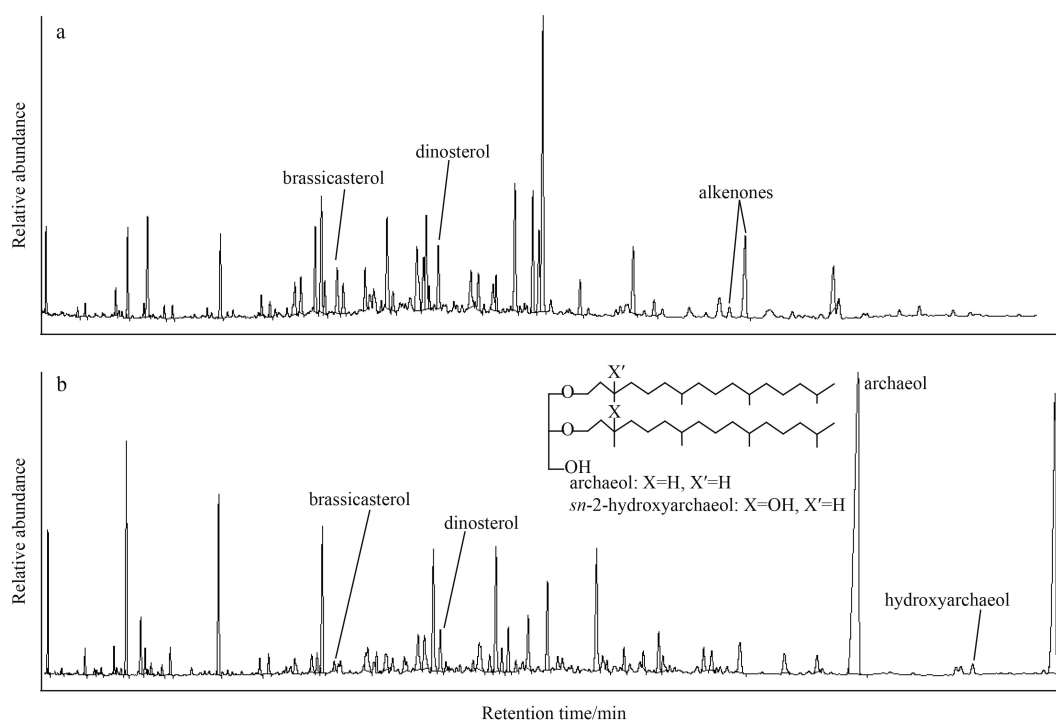 a
Relative abundance
brassicasterol
dinosterol
alkenones
b
Relative abundance
X′
O
X
O
OH
archaeol: X=H, X′=H
sn-2-hydroxyarchaeol: X=OH, X′=H
archaeol
brassicasterol
dinosterol
hydroxyarchaeol
Retention time/min